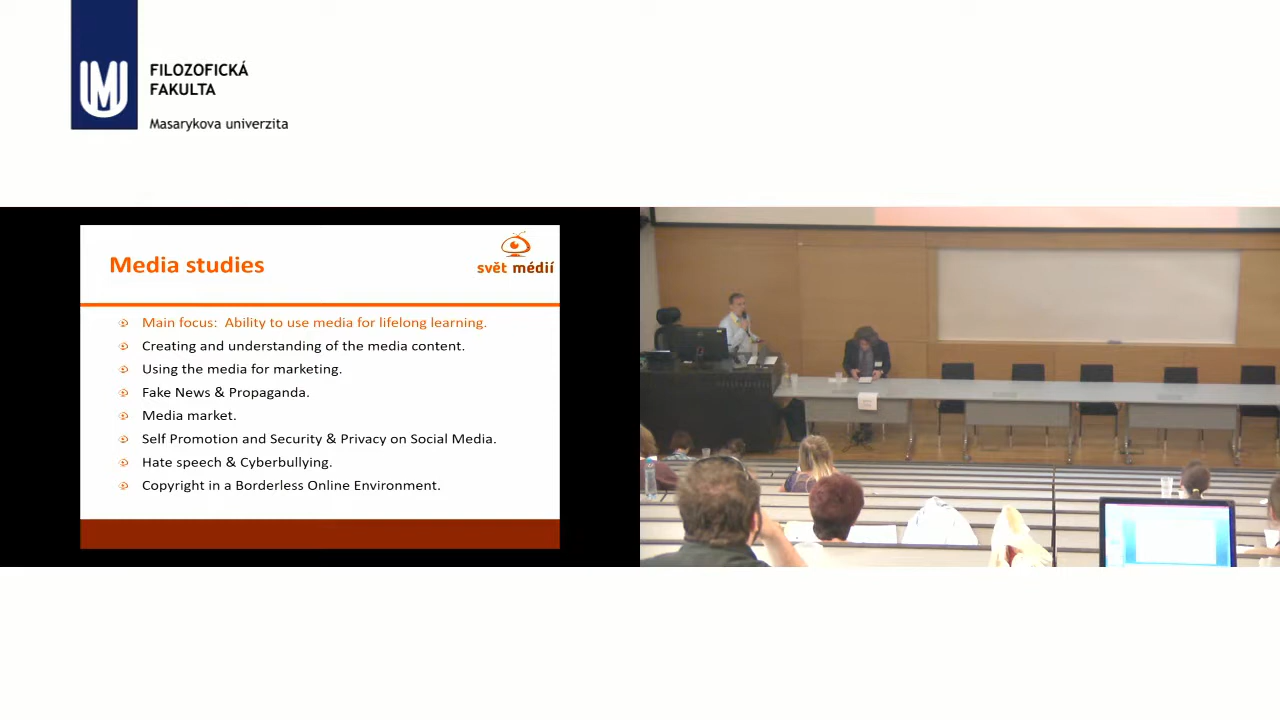 FILOZOFICKÁ
FAKULTA
Masarykova univerzita
Media studies
svět médií
Main focus:  Ability to use media for lifelong learning.
Creating and understanding of the media content.
Using the media for marketing.
Fake News & Propaganda.
Media market.
Self Promotion and Security & Privacy on Social Media.
Hate speech & Cyberbullying.
Copyright in a Borderless Online Environment.